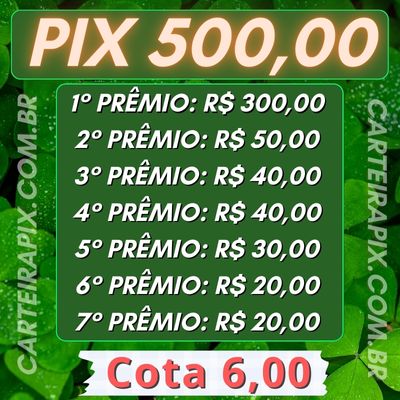 PIX 500,00
1º PRÊMIO: R$ 300,00
2º PRÊMIO: R$ 50,00
3º PRÊMIO: R$ 40,00
4º PRÊMIO: R$ 40,00
5º PRÊMIO: R$ 30,00
6º PRÊMIO: R$ 20,00
7º PRÊMIO: R$ 20,00
Cota 6,00
CARTEIRAPIX.COM.BR
CARTEIRAPIX.COM.BR